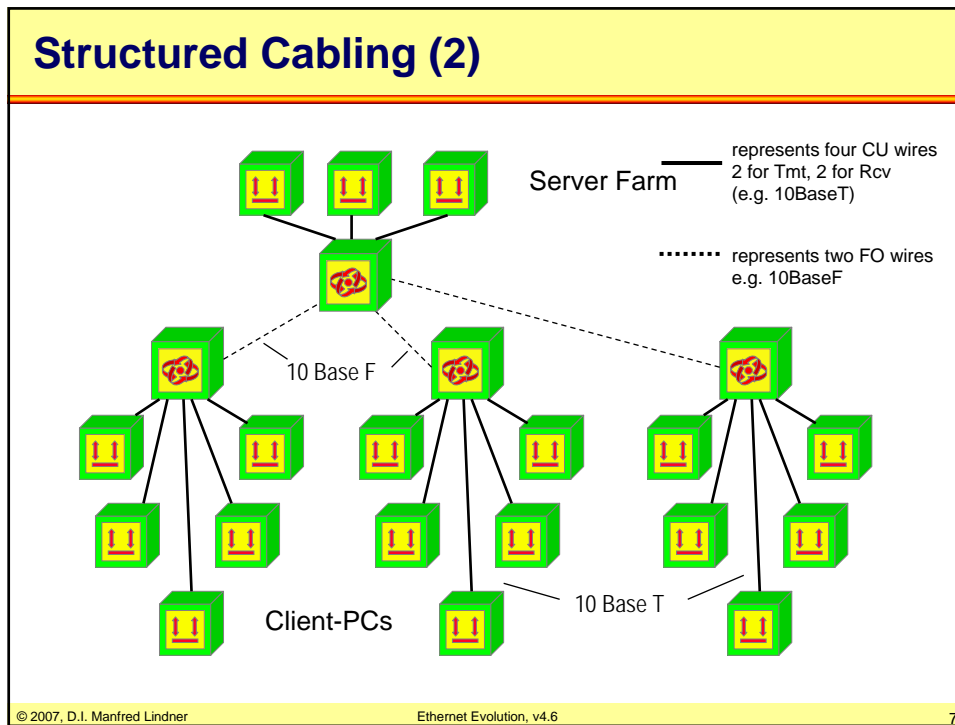 Structured Cabling (2)
represents four CU wires
2 for Tmt, 2 for Rcv
(e.g. 10BaseT)
Server Farm
represents two FO wires
e.g. 10BaseF
10 Base F
10 Base T
Client-PCs
© 2007, D.I. Manfred Lindner
Ethernet Evolution, v4.6
7